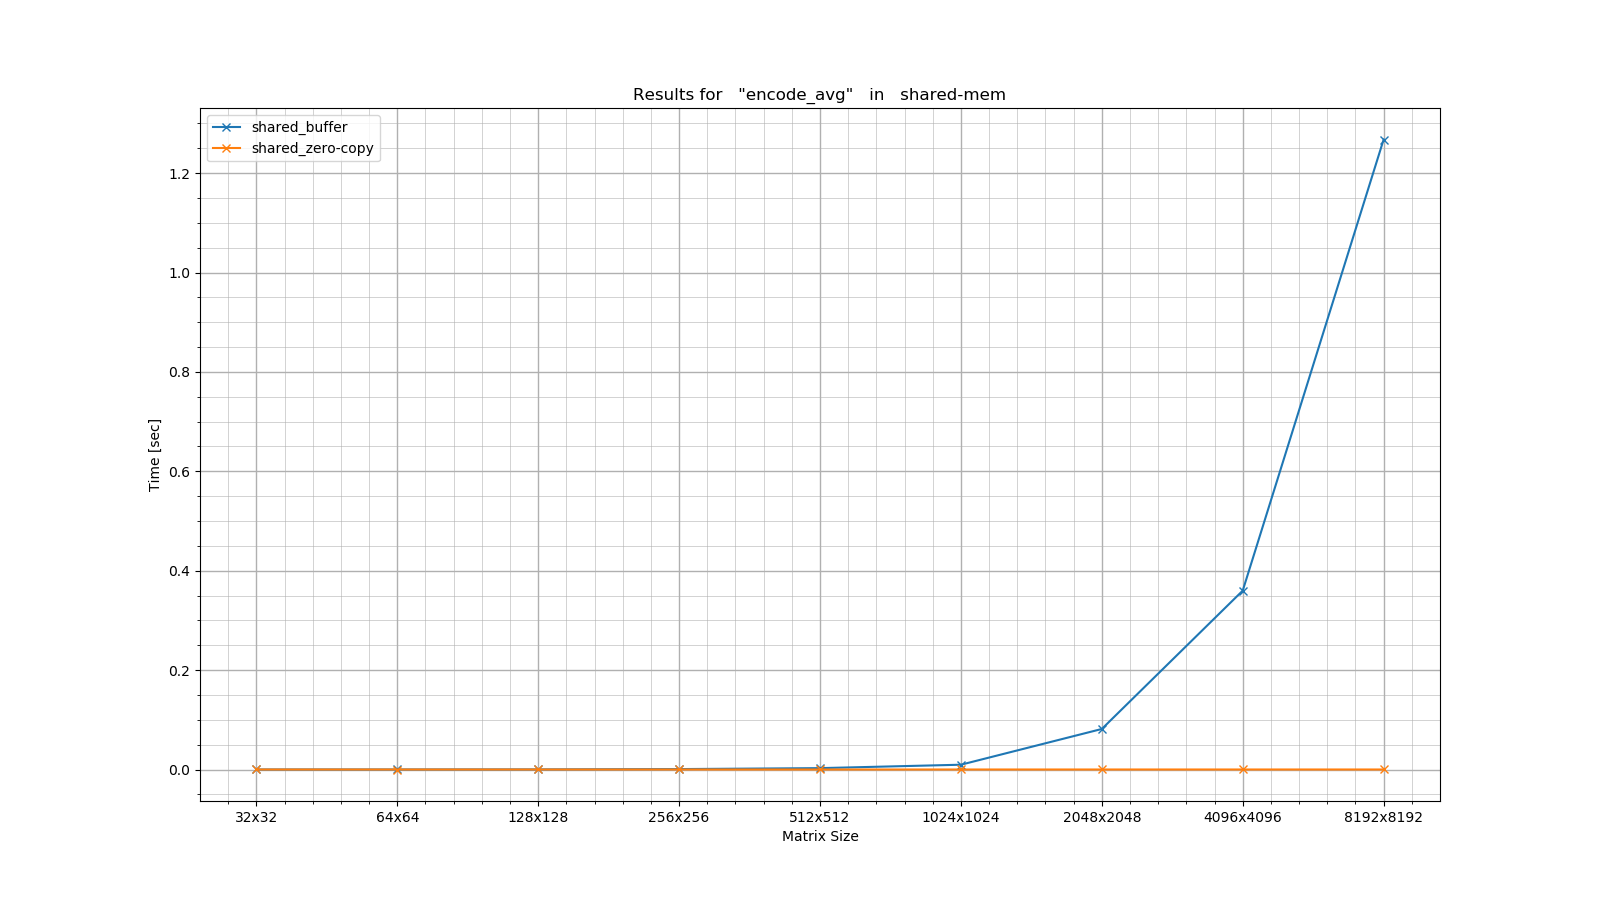 Results for "encode_avg" in shared-mem
shared_buffer
shared_zero-copy
1.2
1.0
0.8
0.6
0.4
0.2
0.0
Time [sec]
32x32 64x64 128x128 256x256 512x512 1024x1024 2048x2048 4096x4096 8192x8192
Matrix Size